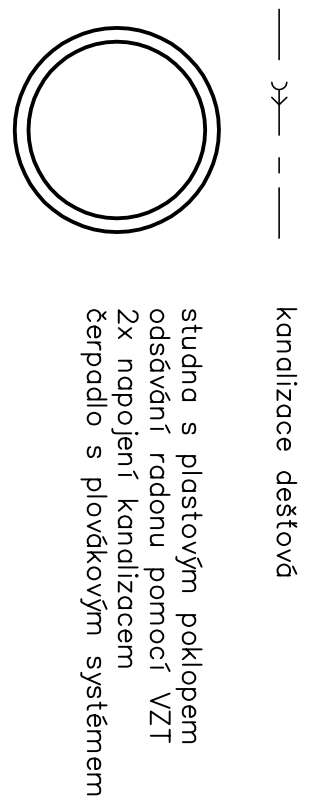 kanalizace dešťová
studna s plastovým poklopem
odsávání radonu pomocí VZT
2x napojení kanalizacem
čerpadlo s plovákovým systémem